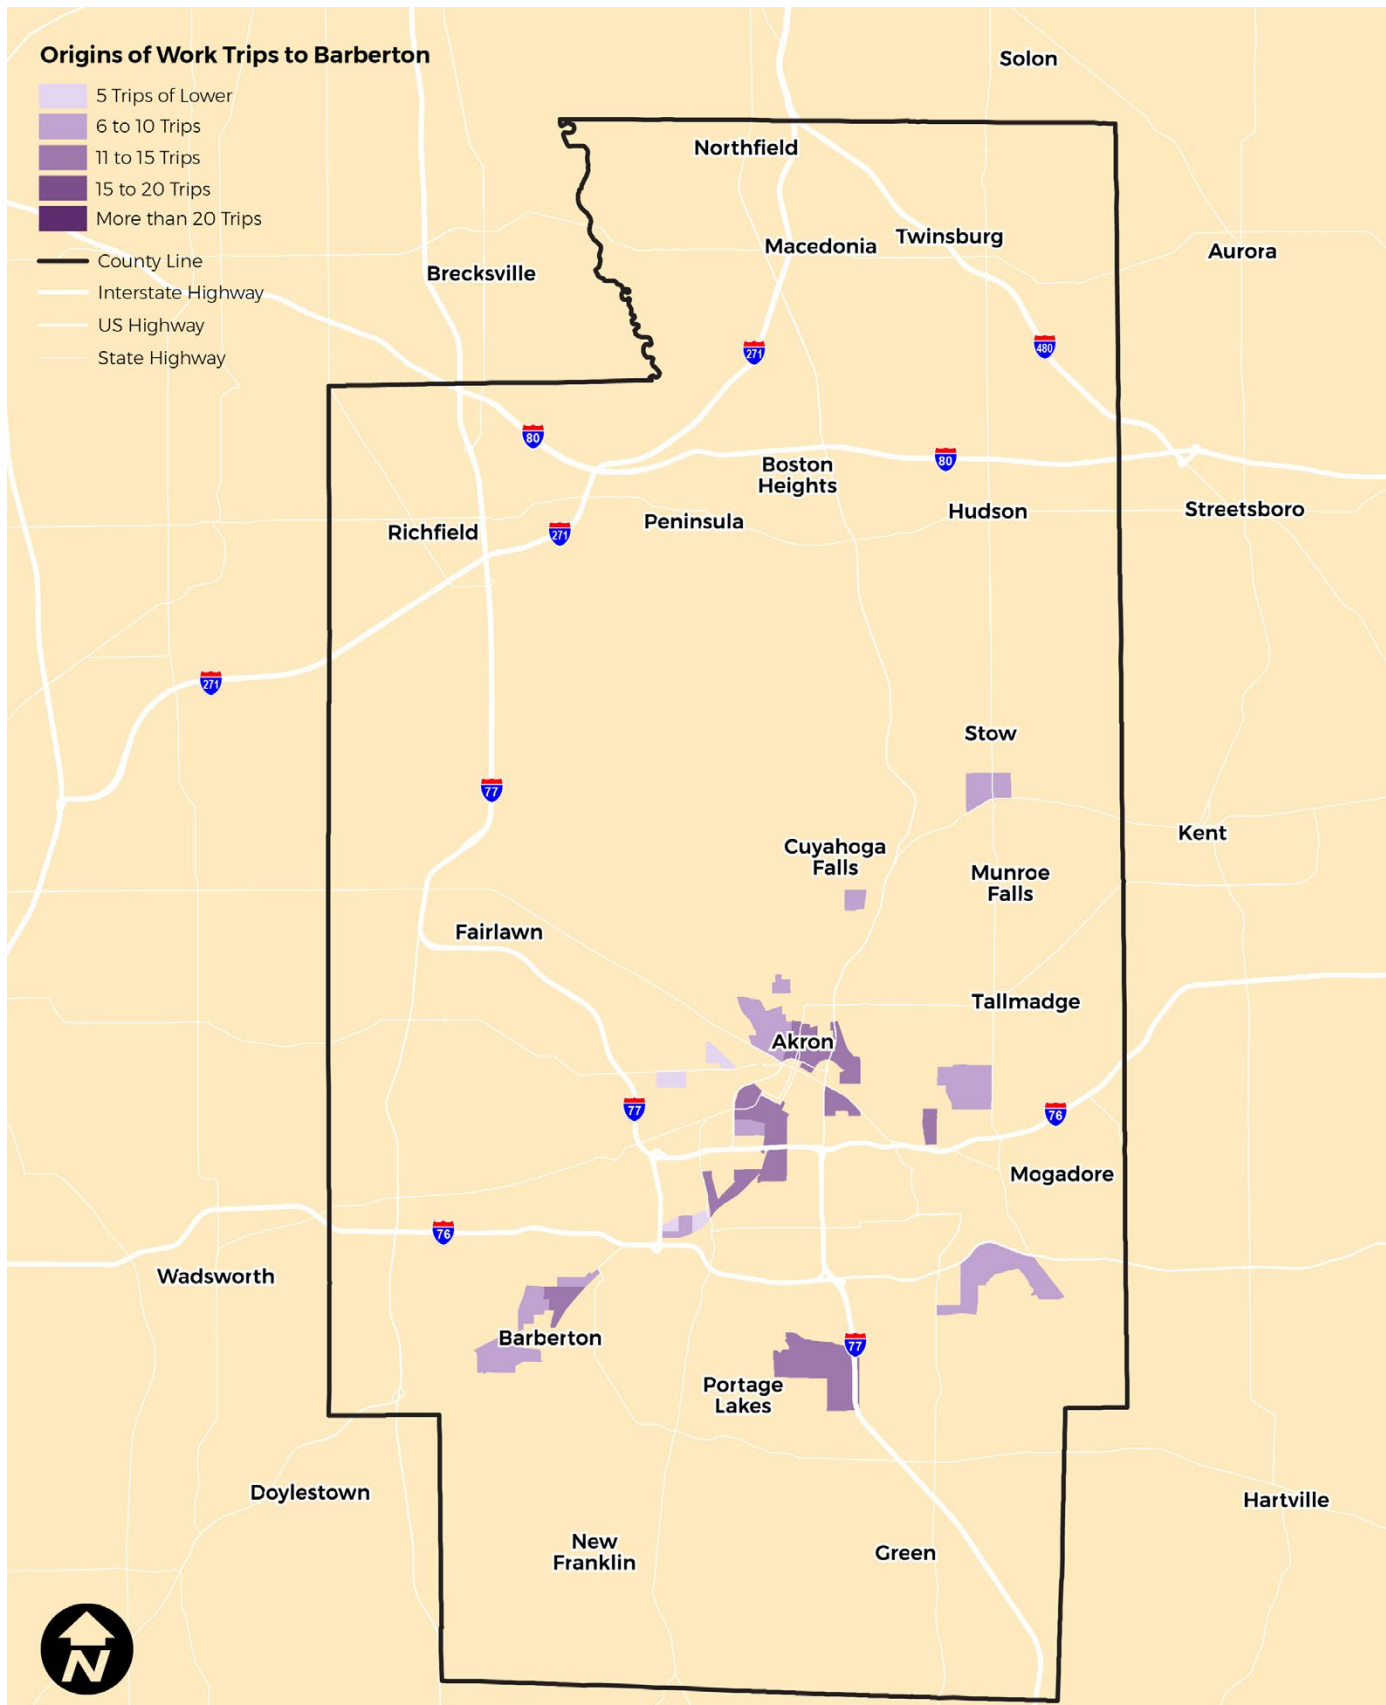 Origins of Work Trips to Barberton
5 Trips of Lower
6 to 10 Trips
11 to 15 Trips
15 to 20 Trips
More than 20 Trips
County Line
Interstate Highway
US Highway
State Highway
Solon
Northfield
Macedonia
Twinsburg
Aurora
Brecksville
271
480
80
Boston
Heights
80
Richfield
271
Peninsula
Hudson
Streetsboro
271
Stow
77
Cuyahoga
Falls
Munroe
Falls
Kent
Fairlawn
Tallmadge
Akron
77
76
Mogadore
76
Wadsworth
Barberton
77
Portage
Lakes
Doylestown
Hartville
New
Franklin
Green
N